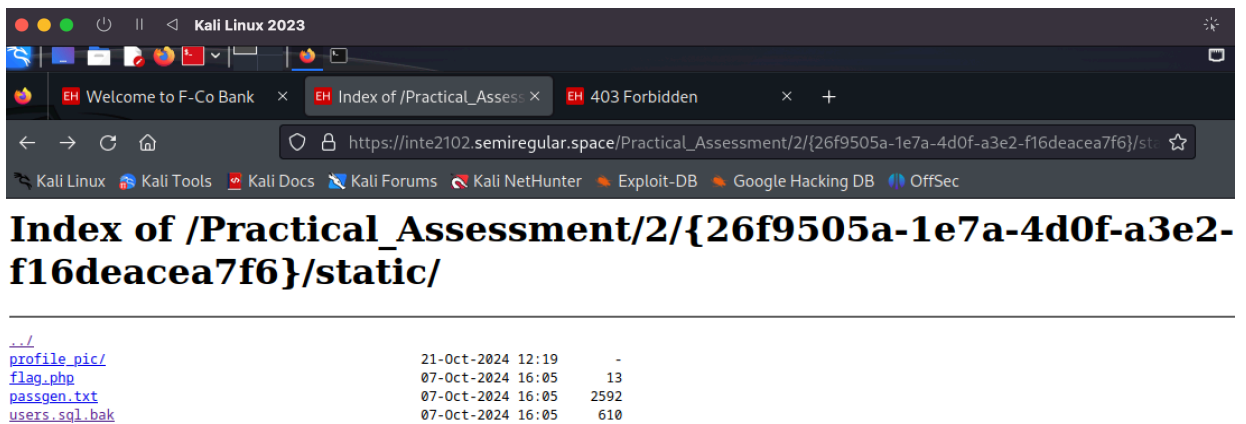 Kali Linux 2023
EH Welcome to F-Co Bank
EH Index of /Practical_Assess
EH 403 Forbidden
https://inte2102.semiregular.space/Practical_Assessment/2/{26f9505a-1e7a-4d0f-a3e2-f16deacea7f6}/sta
Kali Linux Kali Tools Kali Docs Kali Forums Kali NetHunter Exploit-DB Google Hacking DB OffSec
Index of /Practical_Assessment/2/{26f9505a-1e7a-4d0f-a3e2-
f16deacea7f6}/static/
../
profile_pic/ 21-Oct-2024 12:19 -
flag.php 07-Oct-2024 16:05 13
passgen.txt 07-Oct-2024 16:05 2592
users.sql.bak 07-Oct-2024 16:05 610